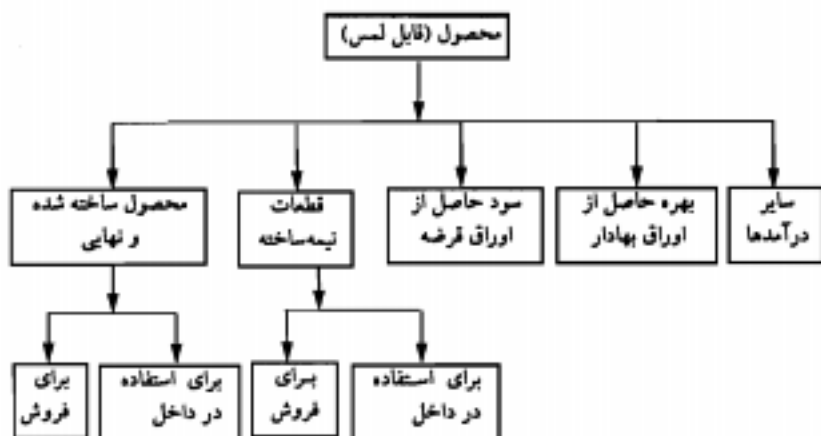 محصول (قابل لمس)
سایر
درآمدها
بهره حاصل از
اوراق بهادار
سود حاصل از
اوراق قرضه
قطعات
نیمه‌ساخته
محصول ساخته شده
و نهایی
برای استفاده
در داخل
برای
فروش
برای استفاده
در داخل
برای
فروش